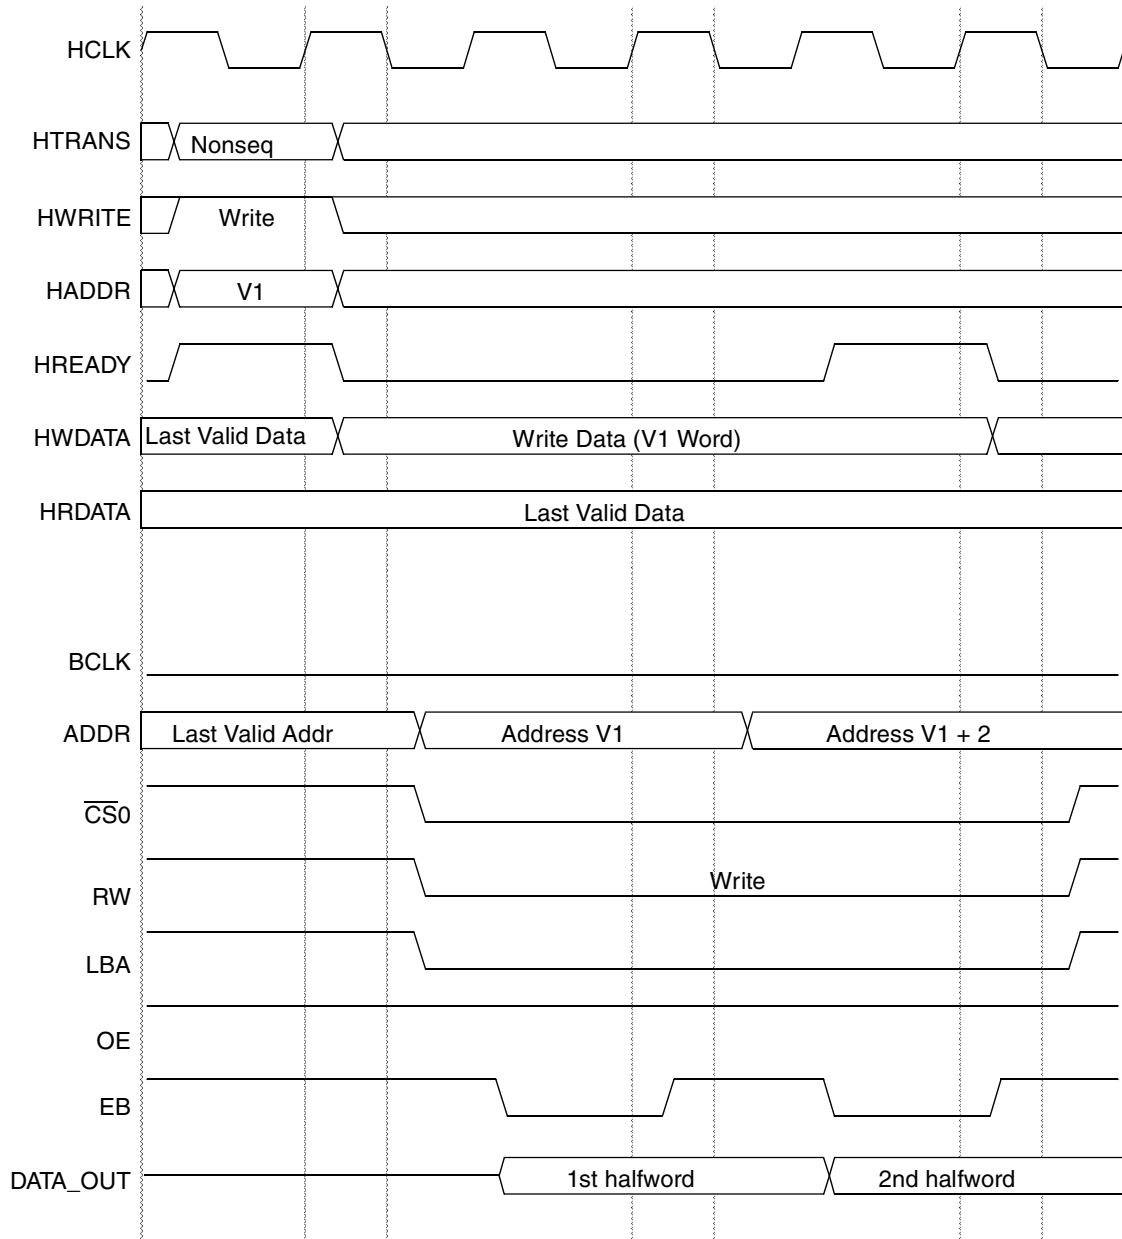 HCLK
HTRANS Nonseq
HWRITE Write
HADDR V1
HREADY
HWDATA Last Valid Data Write Data (V1 Word)
HRDATA Last Valid Data
BCLK
ADDR Last Valid Addr Address V1 Address V1 + 2
CS0
RW Write
LBA
OE
EB
DATA_OUT 1st halfword 2nd halfword